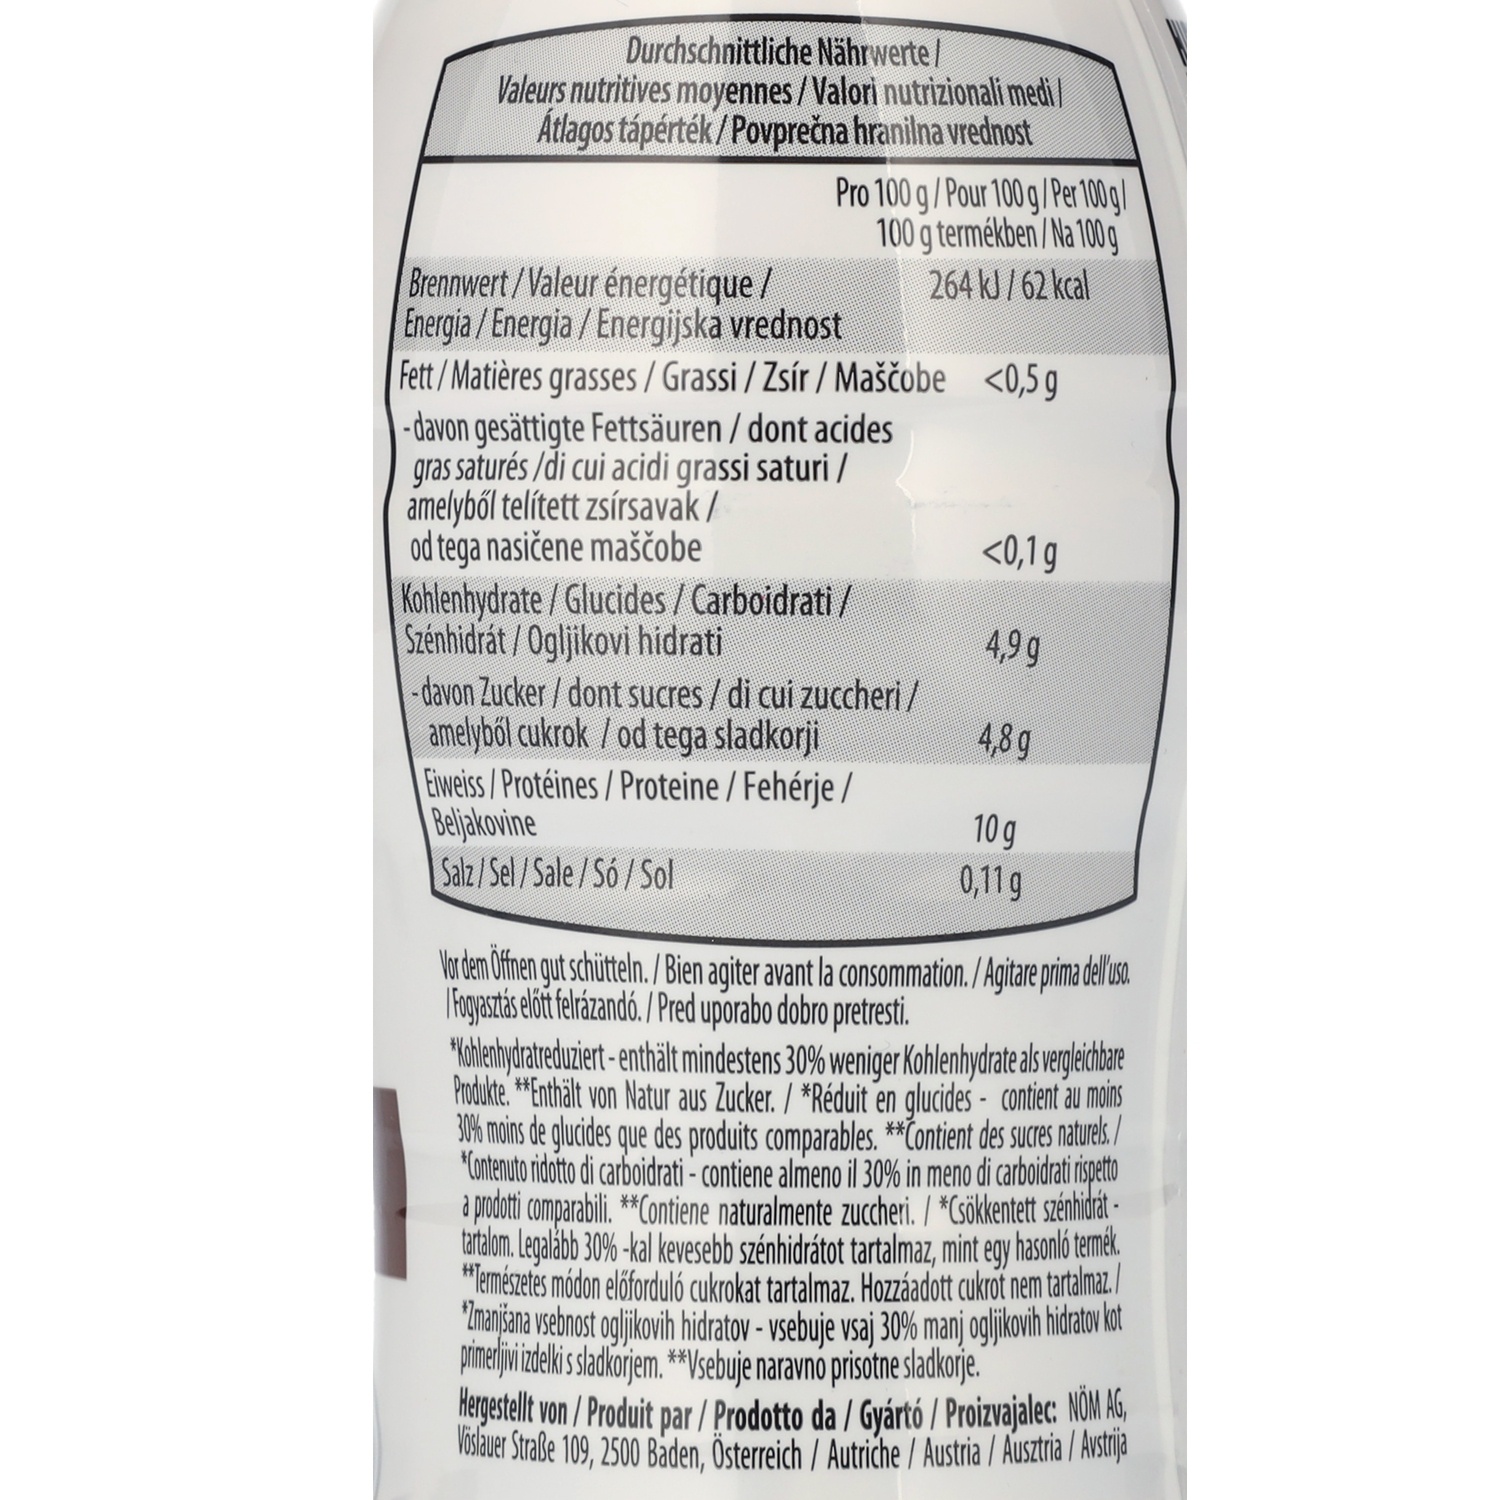 Durchschnittliche Nährwerte /
Valeurs nutritives moyennes / Valori nutrizionali medi /
Átlagos tápérték / Povprečna hranilna vrednost
Pro 100 g / Pour 100 g / Per 100 g /
100 g termékben / Na 100 g
Brennwert / Valeur énergétique / 264 kJ / 62 kcal
Energia / Energia / Energijska vrednost
Fett / Matières grasses / Grassi / Zsír / Maščobe <0,5 g
- davon gesättigte Fettsäuren / dont acides
gras saturés /di cui acidi grassi saturi /
amelyből telített zsírsavak /
od tega nasičene maščobe <0,1 g
Kohlenhydrate / Glucides / Carboidrati /
Szénhidrát / Ogljikovi hidrati 4,9 g
- davon Zucker / dont sucres / di cui zuccheri /
amelyből cukrok / od tega sladkorji 4,8 g
Eiweiss / Protéines / Proteine / Fehérje /
Beljakovine 10 g
Salz / Sel / Sale / Só / Sol 0,11 g
Vor dem Öffnen gut schütteln. / Bien agiter avant la consommation. / Agitare prima dell'uso.
/ Fogyasztás előtt felrázandó. / Pred uporabo dobro pretresti.
*Kohlenhydratreduziert - enthält mindestens 30% weniger Kohlenhydrate als vergleichbare
Produkte. **Enthält von Natur aus Zucker. / *Réduit en glucides - contient au moins
30% moins de glucides que des produits comparables. **Contient des sucres naturels. /
*Contenuto ridotto di carboidrati - contiene almeno il 30% in meno di carboidrati rispetto
a prodotti comparabili. **Contiene naturalmente zuccheri. / *Csökkentett szénhidrát -
tartalom. Legalább 30% -kal kevesebb szénhidrátot tartalmaz, mint egy hasonló termék.
**Természetes módon előforduló cukrokat tartalmaz. Hozzáadott cukrot nem tartalmaz. /
*Zmanjšana vsebnost ogljikovih hidratov - vsebuje vsaj 30% manj ogljikovih hidratov kot
primerljivi izdelki s sladkorjem. **Vsebuje naravno prisotne sladkorje.
Hergestellt von / Produit par / Prodotto da / Gyártó / Proizvajalec: NÖM AG,
Vöslauer Straße 109, 2500 Baden, Österreich / Autriche / Austria / Ausztria / Avstrija